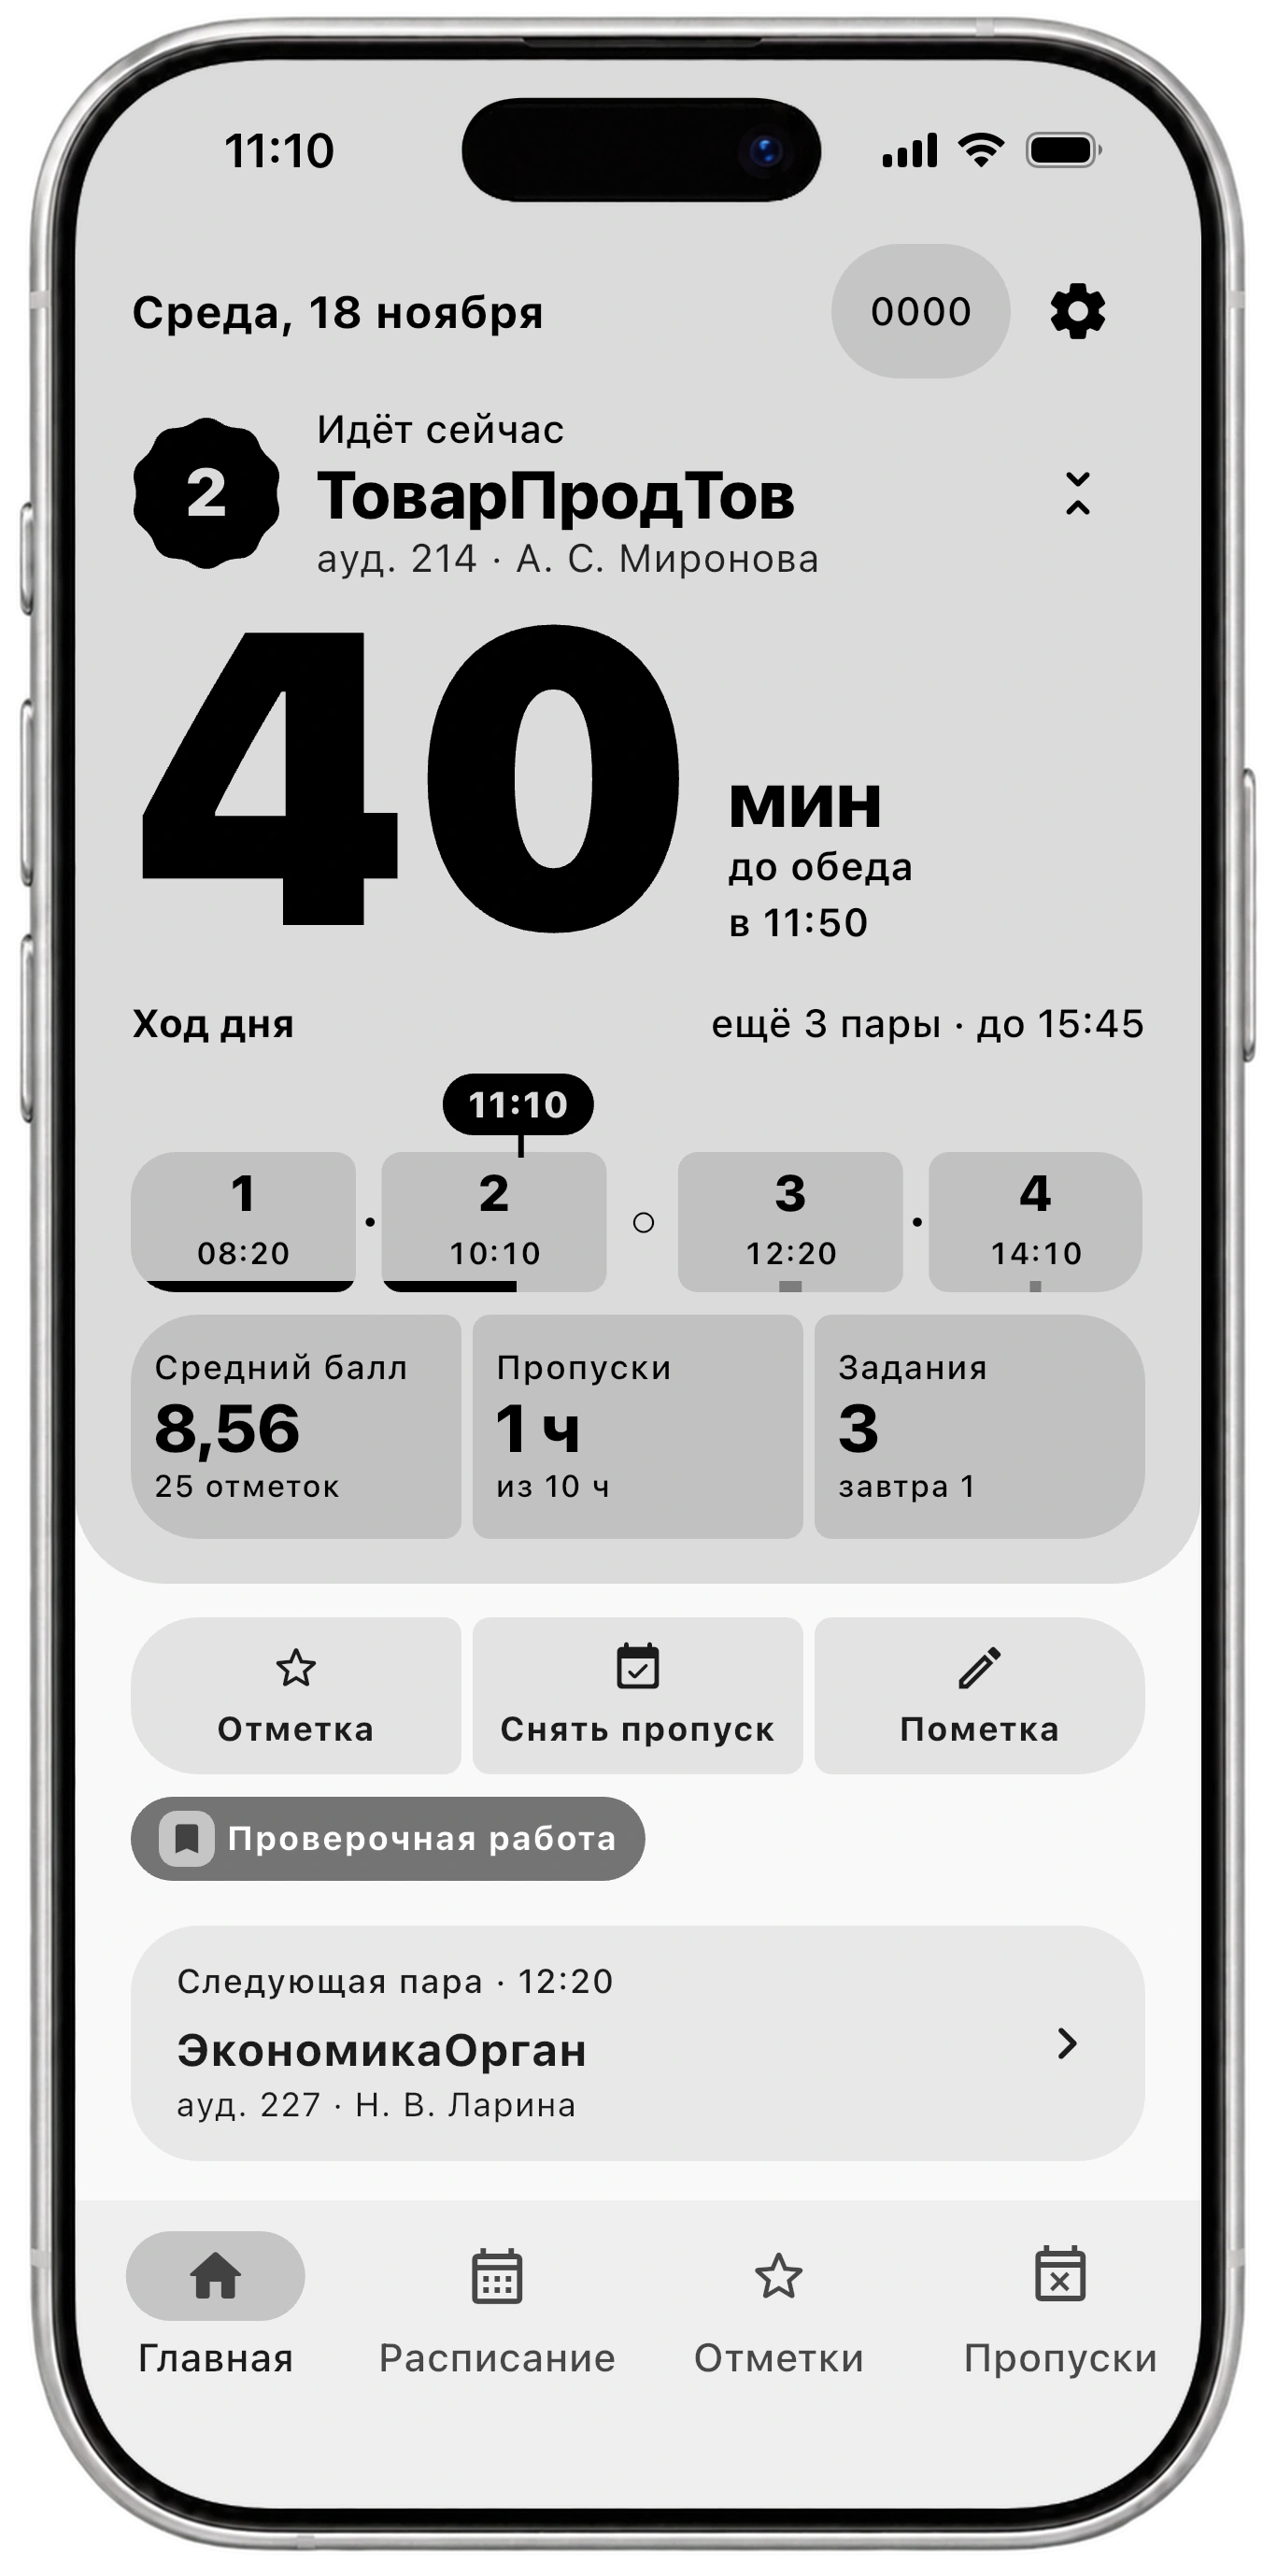 11:10
Среда, 18 ноября
0000
2
Идёт сейчас
ТоварПродТов
ауд. 214 · А. С. Миронова
40
мин
до обеда
в 11:50
Ход дня
ещё 3 пары · до 15:45
11:10
1
08:20
2
10:10
3
12:20
4
14:10
Средний балл
8,56
25 отметок
Пропуски
1 ч
из 10 ч
Задания
3
завтра 1
Отметка
Снять пропуск
Пометка
Проверочная работа
Следующая пара · 12:20
ЭкономикаОрган
ауд. 227 · Н. В. Ларина
Главная
Расписание
Отметки
Пропуски